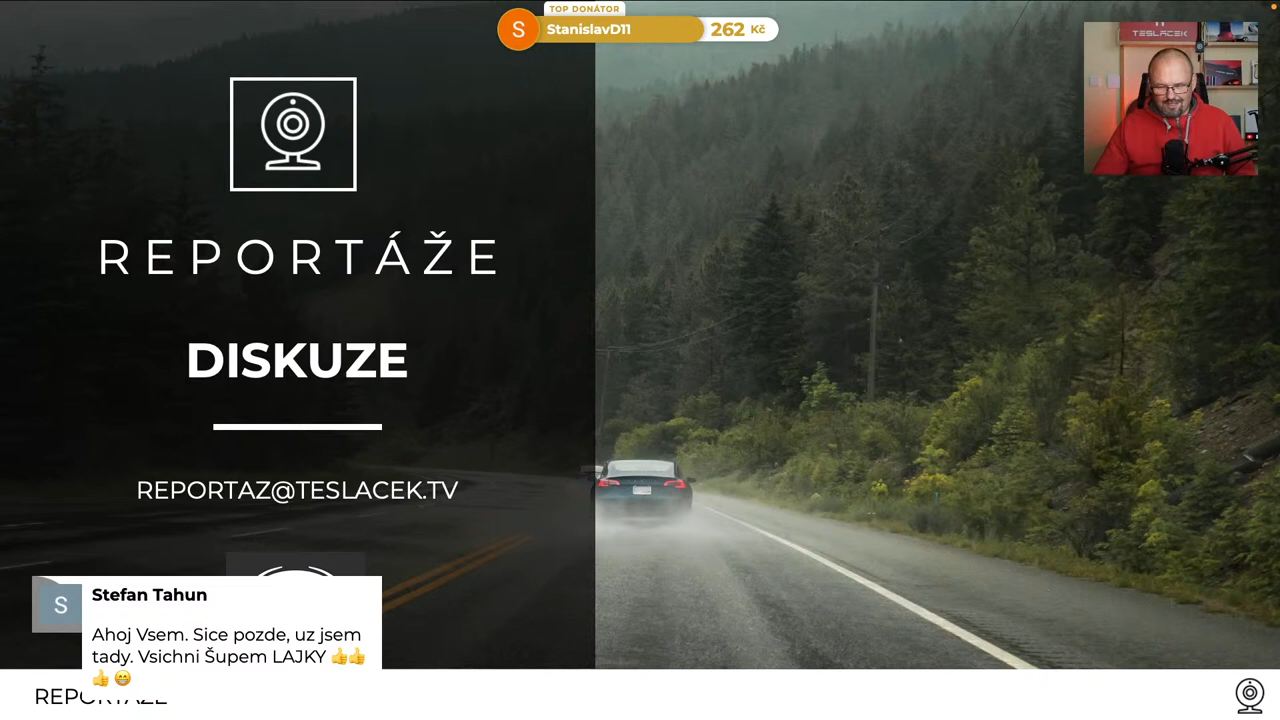 TOP DONÁTOR
S
StanislavD11
262 Kč
TESLACEK
REPORTÁŽE
DISKUZE
REPORTAZ@TESLACEK.TV
S
Stefan Tahun
Ahoj Vsem. Sice pozde, uz jsem
tady. Vsichni Šupem LAJKY 👍👍
👍 😁
REPORTÁŽE